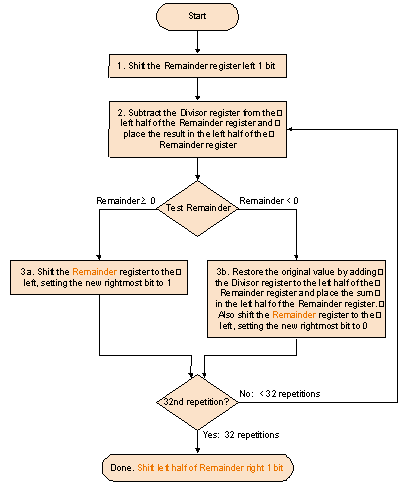 Start
1. Shift the Remainder register left 1 bit
2. Subtract the Divisor register from the
left half of the Remainder register and
place the result in the left half of the
Remainder register
Remainder ≥ 0
Test Remainder
Remainder < 0
3a. Shift the Remainder register to the
left, setting the new rightmost bit to 1
3b. Restore the original value by adding
the Divisor register to the left half of the
Remainder register and place the sum
in the left half of the Remainder register.
Also shift the Remainder register to the
left, setting the new rightmost bit to 0
32nd repetition?
No: < 32 repetitions
Yes: 32 repetitions
Done. Shift left half of Remainder right 1 bit